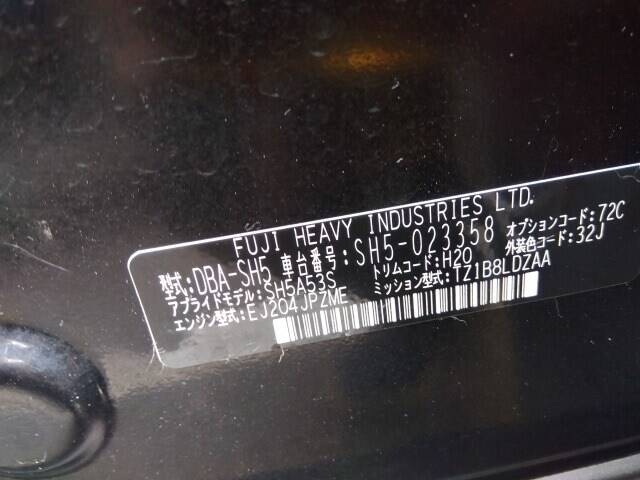 FUJI HEAVY INDUSTRIES LTD.
型式: DBA-SH5 車台番号: SH5-023358 オプションコード: 72C
アプライドモデル: SH5A53S トリムコード: H20 外装色コード: 32J
エンジン型式: EJ204JPZME ミッション型式: TZ1B8LDZAA